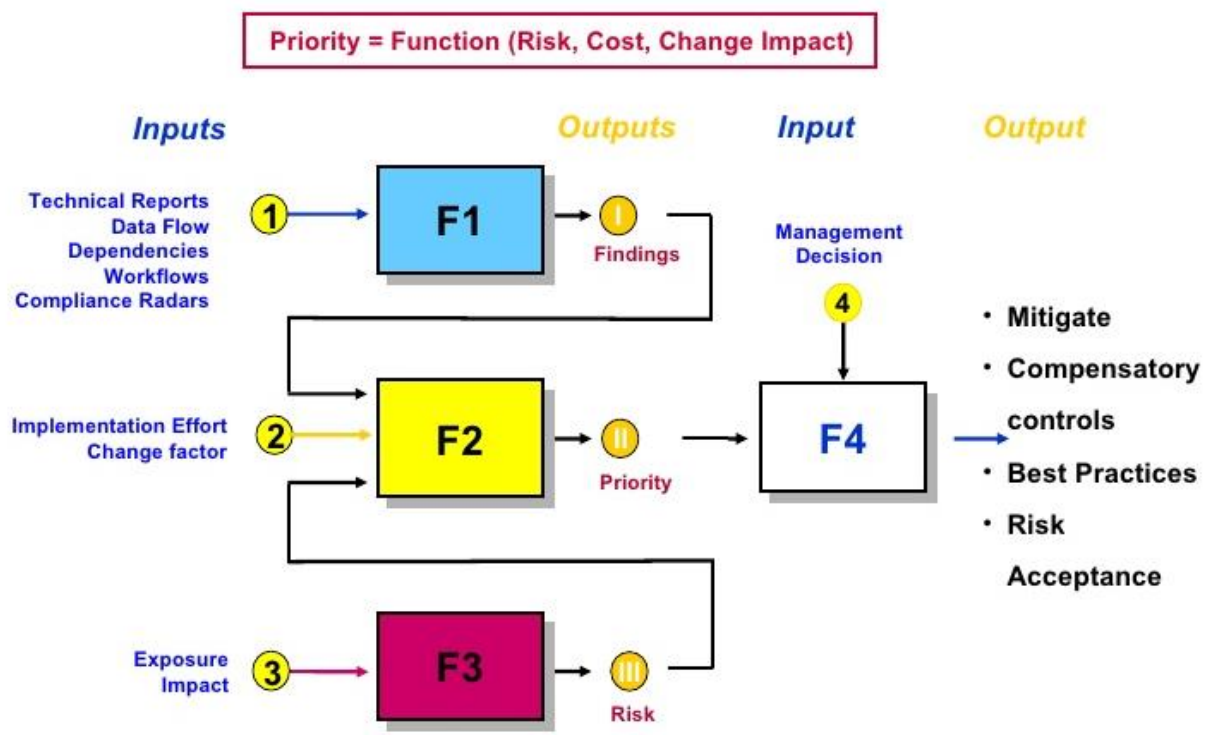 Priority = Function (Risk, Cost, Change Impact)
Inputs
Outputs
Input
Output
Technical Reports
Data Flow
Dependencies
Workflows
Compliance Radars
1
F1
I
Findings
Management
Decision
4
Implementation Effort
Change factor
2
F2
II
Priority
F4
• Mitigate
• Compensatory
controls
• Best Practices
• Risk
Acceptance
Exposure
Impact
3
F3
III
Risk